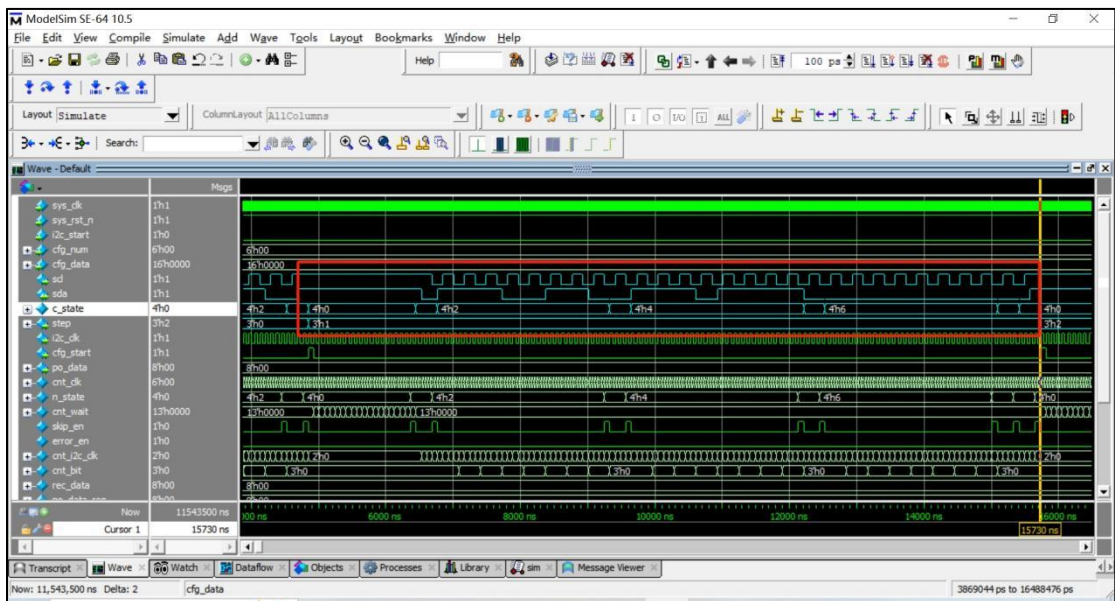 ModelSim SE-64 10.5
File Edit View Compile Simulate Add Wave Tools Layout Bookmarks Window Help
Help
100 ps
Layout Simulate
ColumnLayout AllColumns
Search:
Wave - Default
Msgs
sys_clk 1'h1
sys_rst_n 1'h1
i2c_start 1'h0
cfg_num 6'h00 6'h00
cfg_data 16'h0000 16'h0000
scl 1'h1
sda 1'h1
c_state 4'h0 4'h2 4'h0 4'h2 4'h4 4'h6 4'h0
step 3'h2 3'h0 3'h1 3'h2
i2c_clk 1'h1
cfg_start 1'h1
po_data 8'h00 8'h00
cnt_clk 6'h00
n_state 4'h0 4'h2 4'h0 4'h2 4'h4 4'h6 4'h0
cnt_wait 13'h0000 13'h0000 13'h0000
skip_en 1'h0
error_en 1'h0
cnt_i2c_clk 2'h0 2'h0 2'h0
cnt_bit 3'h0 3'h0 3'h0 3'h0 3'h0
rec_data 8'h00 8'h00
Now 11543500 ns 6000 ns 8000 ns 10000 ns 12000 ns 14000 ns 16000 ns
Cursor 1 15730 ns 15730 ns
Transcript Wave Watch Dataflow Objects Processes Library sim Message Viewer
Now: 11,543,500 ns Delta: 2 cfg_data 3869044 ps to 16488476 ps